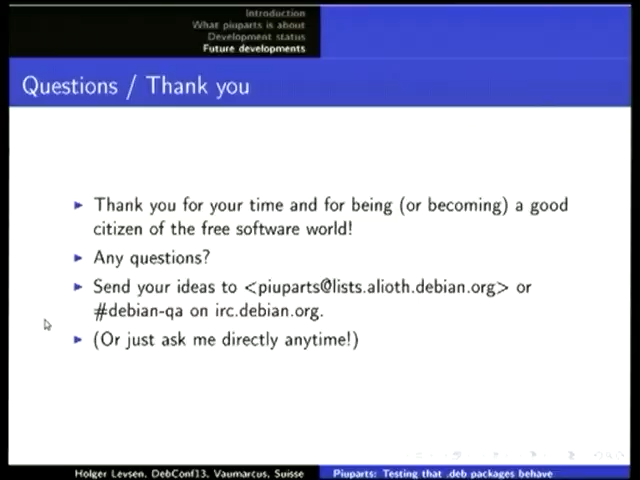 Introduction
What piuparts is about
Development status
Future developments
Questions / Thank you
Thank you for your time and for being (or becoming) a good
citizen of the free software world!
Any questions?
Send your ideas to <piuparts@lists.alioth.debian.org> or
#debian-qa on irc.debian.org.
(Or just ask me directly anytime!)
Holger Levsen, DebConf13, Vaumarcus, Suisse
Piuparts: Testing that .deb packages behave